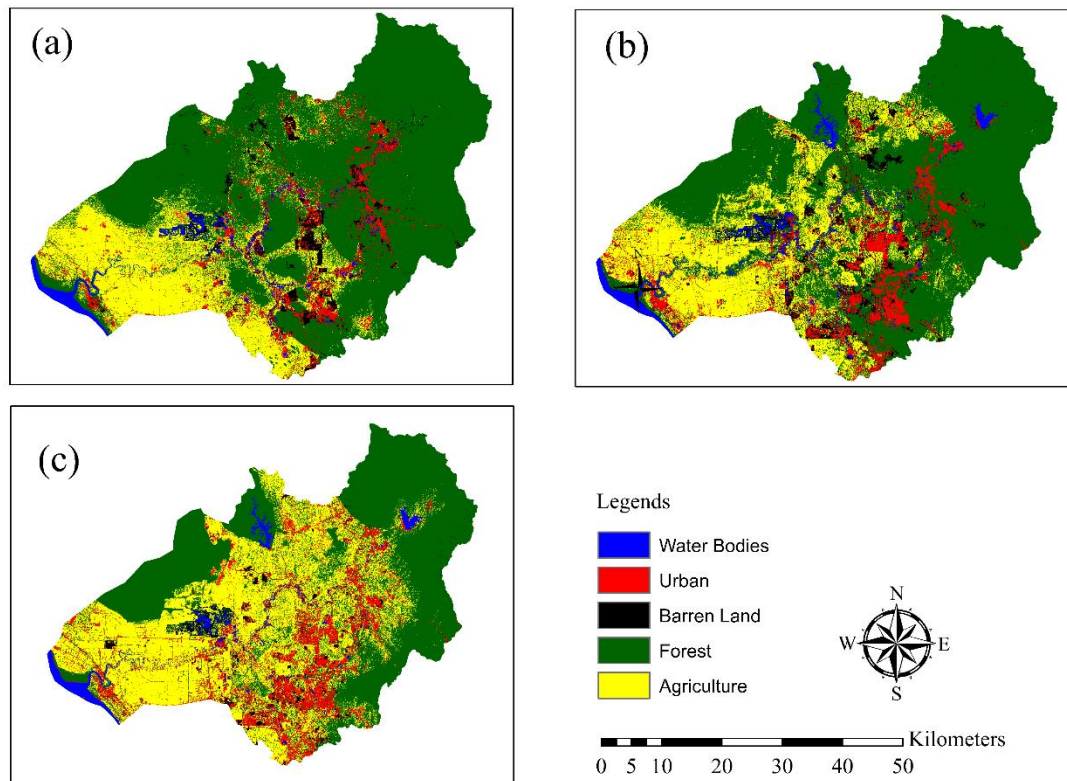 (a)
(b)
(c)
Legends
Water Bodies
Urban
Barren Land
Forest
Agriculture
N
W E
S
Kilometers
0 5 10 20 30 40 50